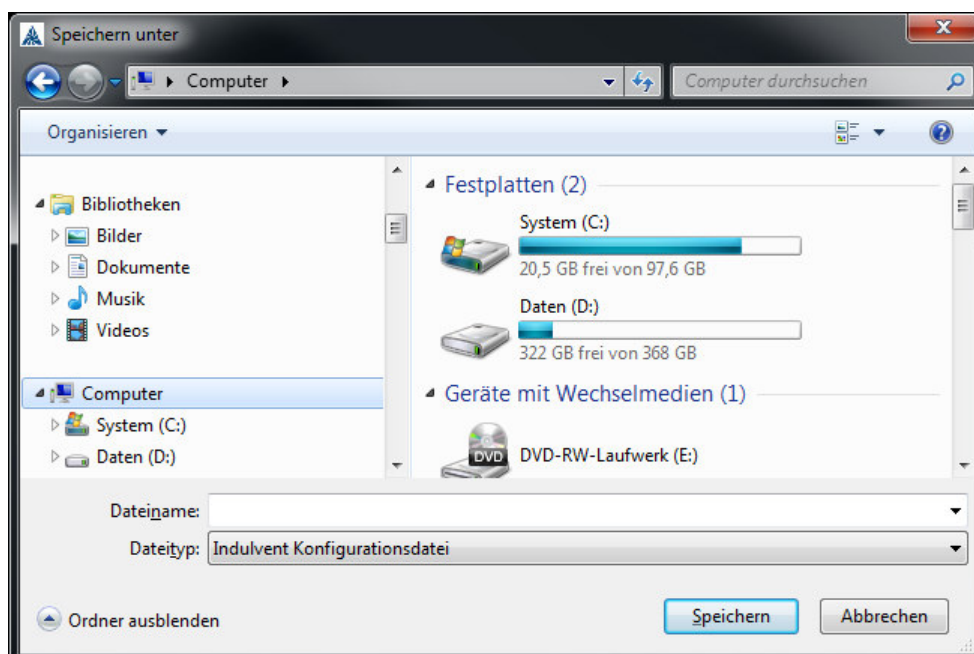 Speichern unter
Computer
Computer durchsuchen
Organisieren
Bibliotheken
Bilder
Dokumente
Musik
Videos
Computer
System (C:)
Daten (D:)
Festplatten (2)
System (C:)
20,5 GB frei von 97,6 GB
Daten (D:)
322 GB frei von 368 GB
Geräte mit Wechselmedien (1)
DVD
DVD-RW-Laufwerk (E:)
Dateiname:
Dateityp: Indulvent Konfigurationsdatei
Ordner ausblenden
Speichern Abbrechen